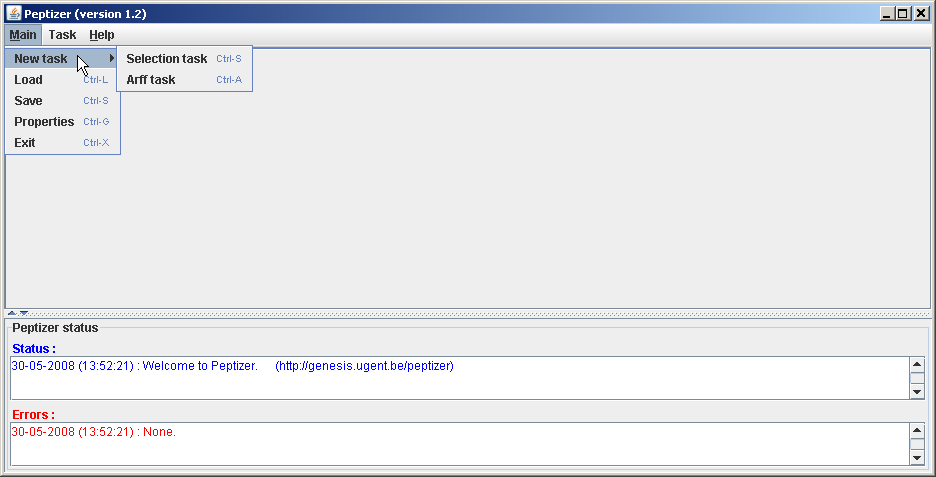 Peptizer (version 1.2)
Main Task Help
New task
Selection task Ctrl-S
Arff task Ctrl-A
Load Ctrl-L
Save Ctrl-S
Properties Ctrl-G
Exit Ctrl-X
Peptizer status
Status :
30-05-2008 (13:52:21) : Welcome to Peptizer. (http://genesis.ugent.be/peptizer)
Errors :
30-05-2008 (13:52:21) : None.